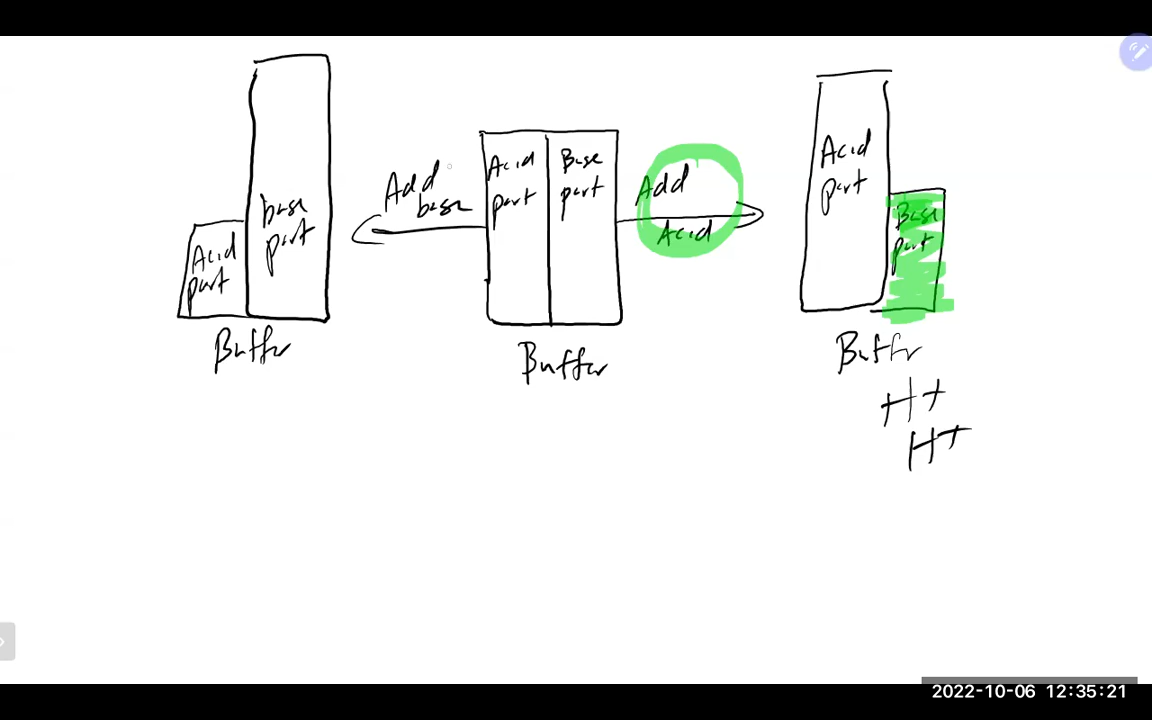 base
part
Acid
part
Buffer
Add
base
Acid
part
Base
part
Buffer
Add
Acid
Acid
part
Base
part
Buffer
H+
H+
2022-10-06 12:35:21